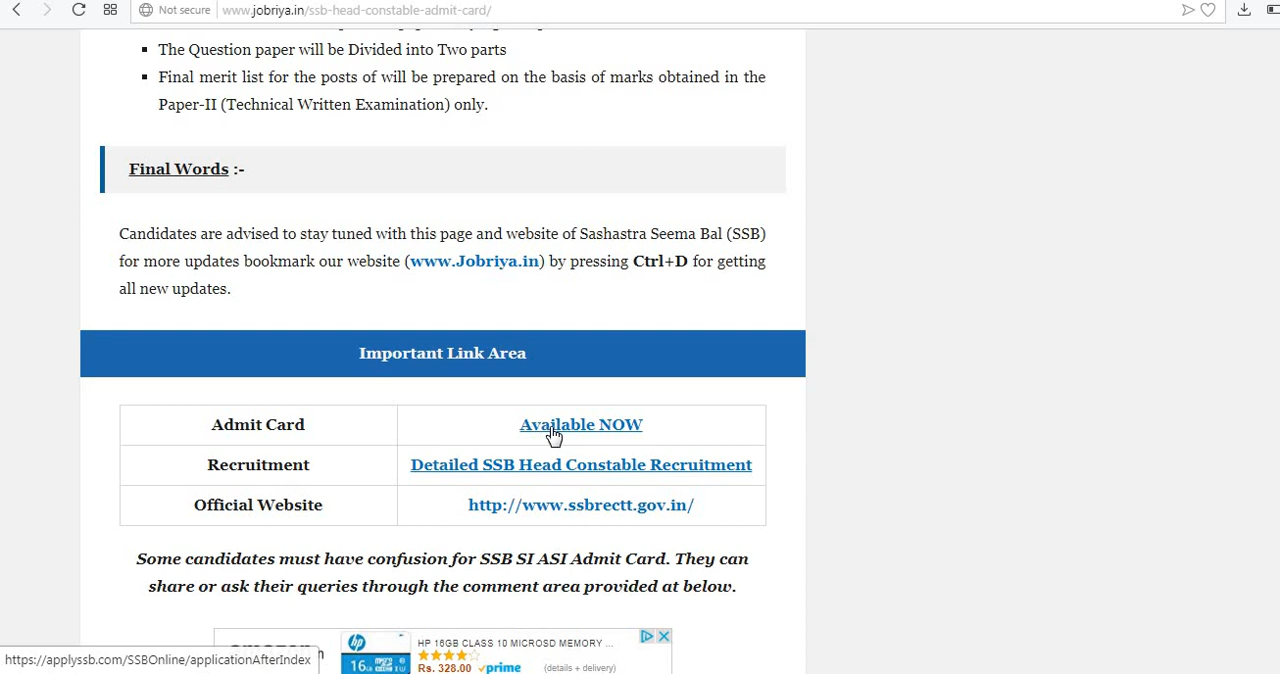 Not secure www.jobriya.in/ssb-head-constable-admit-card/
The Question paper will be Divided into Two parts
Final merit list for the posts of will be prepared on the basis of marks obtained in the
Paper-II (Technical Written Examination) only.
Final Words :-
Candidates are advised to stay tuned with this page and website of Sashastra Seema Bal (SSB)
for more updates bookmark our website (www.Jobriya.in) by pressing Ctrl+D for getting
all new updates.
Important Link Area
Admit Card Available NOW
Recruitment Detailed SSB Head Constable Recruitment
Official Website http://www.ssbrectt.gov.in/
Some candidates must have confusion for SSB SI ASI Admit Card. They can
share or ask their queries through the comment area provided at below.
HP 16GB CLASS 10 MICROSD MEMORY ...
Rs. 328.00 prime (details + delivery)
hp
16
https://applyssb.com/SSBOnline/applicationAfterIndex